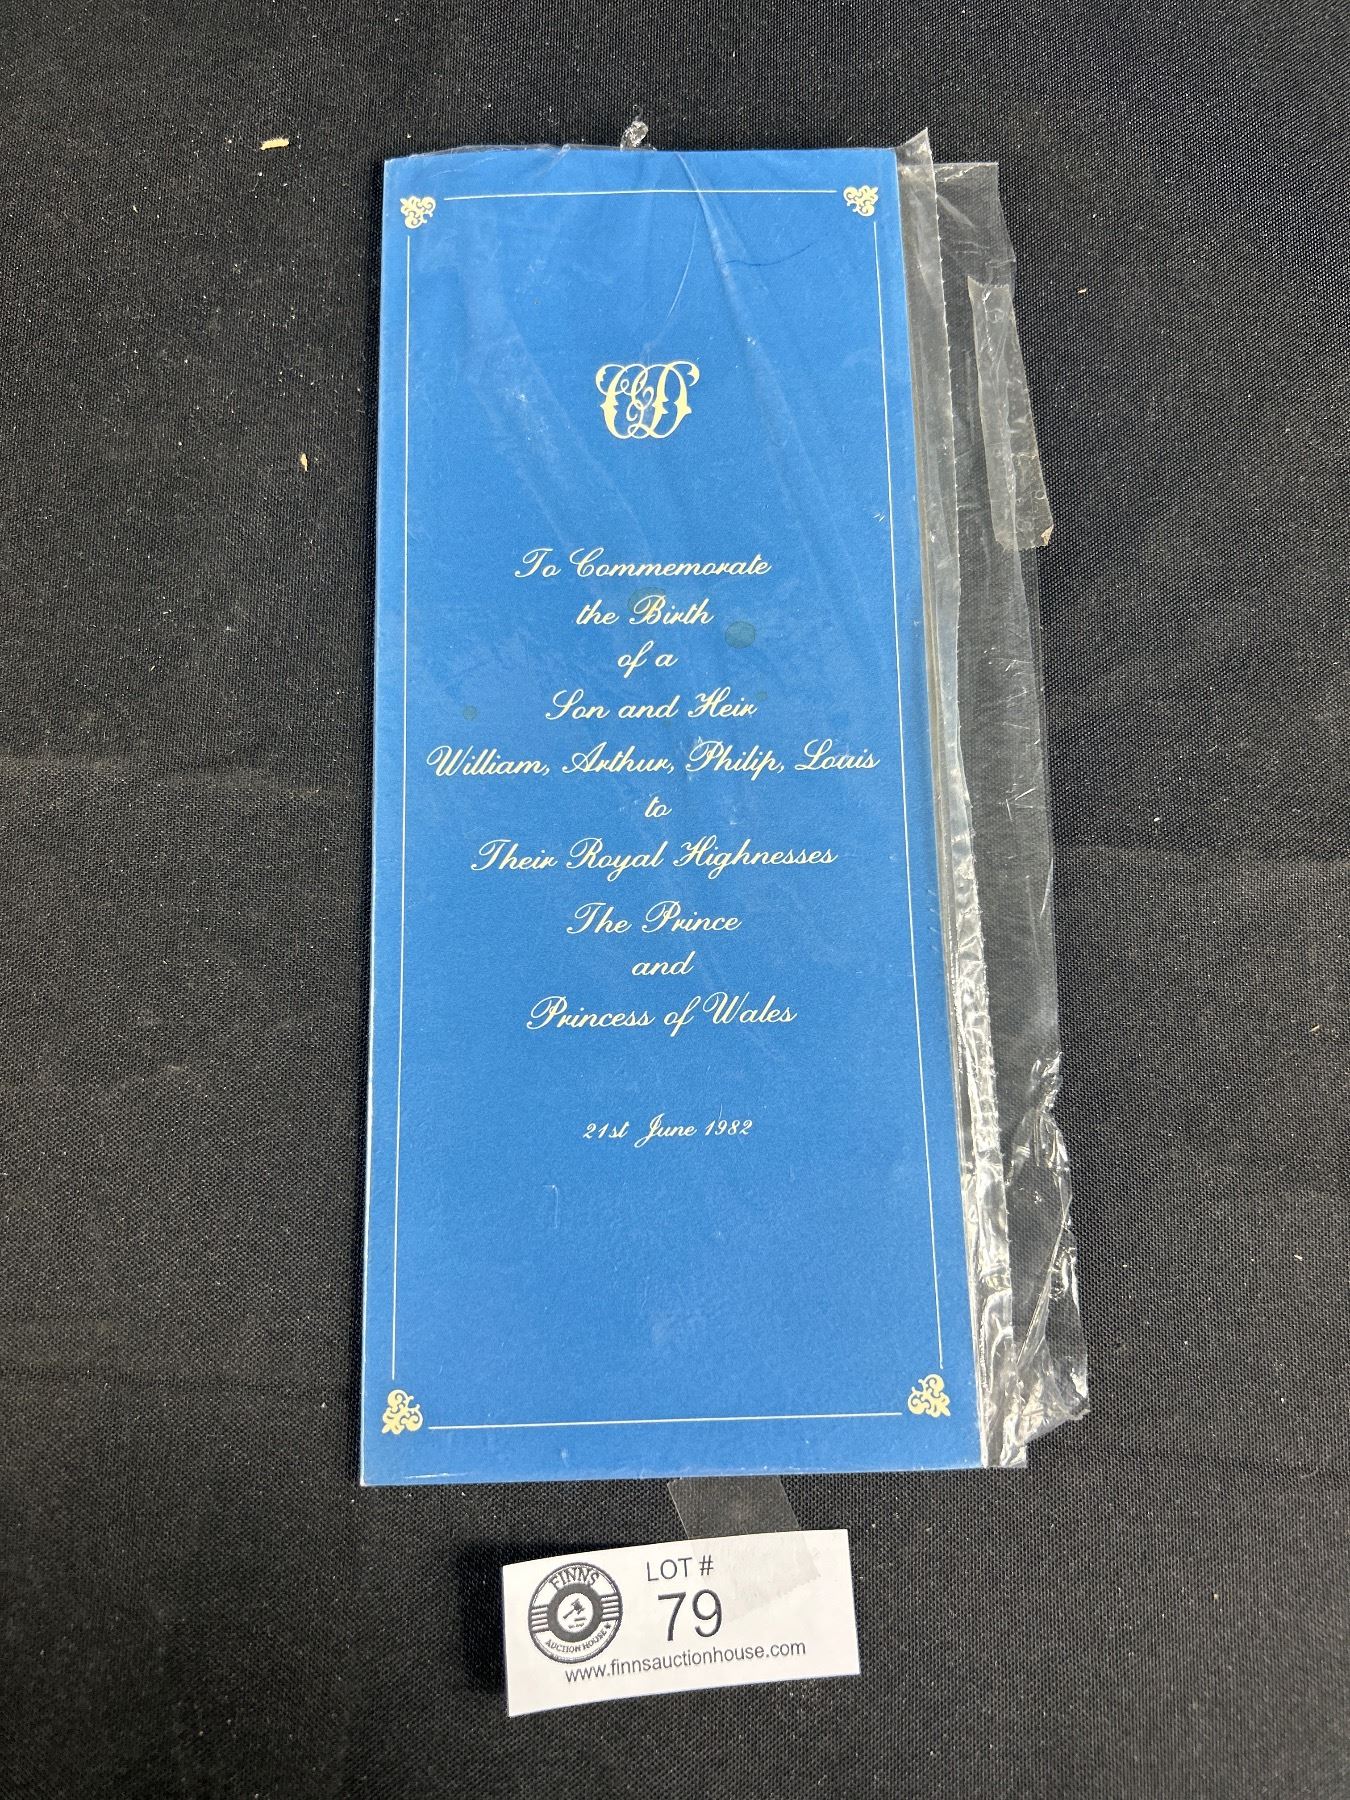 C&D
To Commemorate
the Birth
of a
Son and Heir
William, Arthur, Philip, Louis
to
Their Royal Highnesses
The Prince
and
Princess of Wales
21st June 1982
FINNS
AUCTION HOUSE
LOT #
79
www.finnsauctionhouse.com